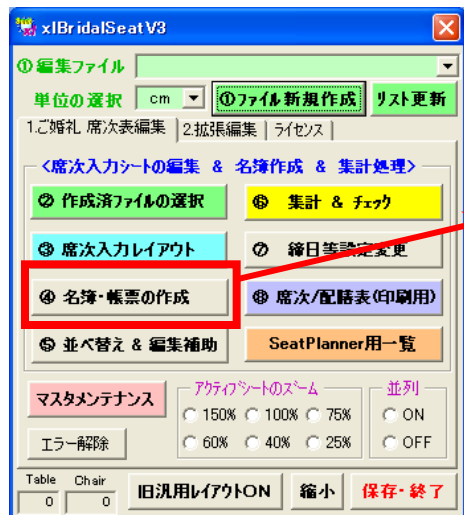 xlBridalSeatV3
①編集ファイル
単位の選択 cm ①ファイル新規作成 リスト更新
1.ご婚礼 席次表編集 2.拡張編集 ライセンス
<席次入力シートの編集 & 名簿作成 & 集計処理>
② 作成済ファイルの選択 ⑥ 集計 & チェック
③ 席次入力レイアウト ⑦ 締日等設定変更
④ 名簿・帳票の作成 ⑧ 席次/配膳表(印刷用)
⑤ 並べ替え & 編集補助 SeatPlanner用一覧
マスタメンテナンス アクティブシートのズーム 並列
150% 100% 75% ON
エラー解除 60% 40% 25% OFF
Table Chair
0 0 旧汎用レイアウトON 縮小 保存・終了